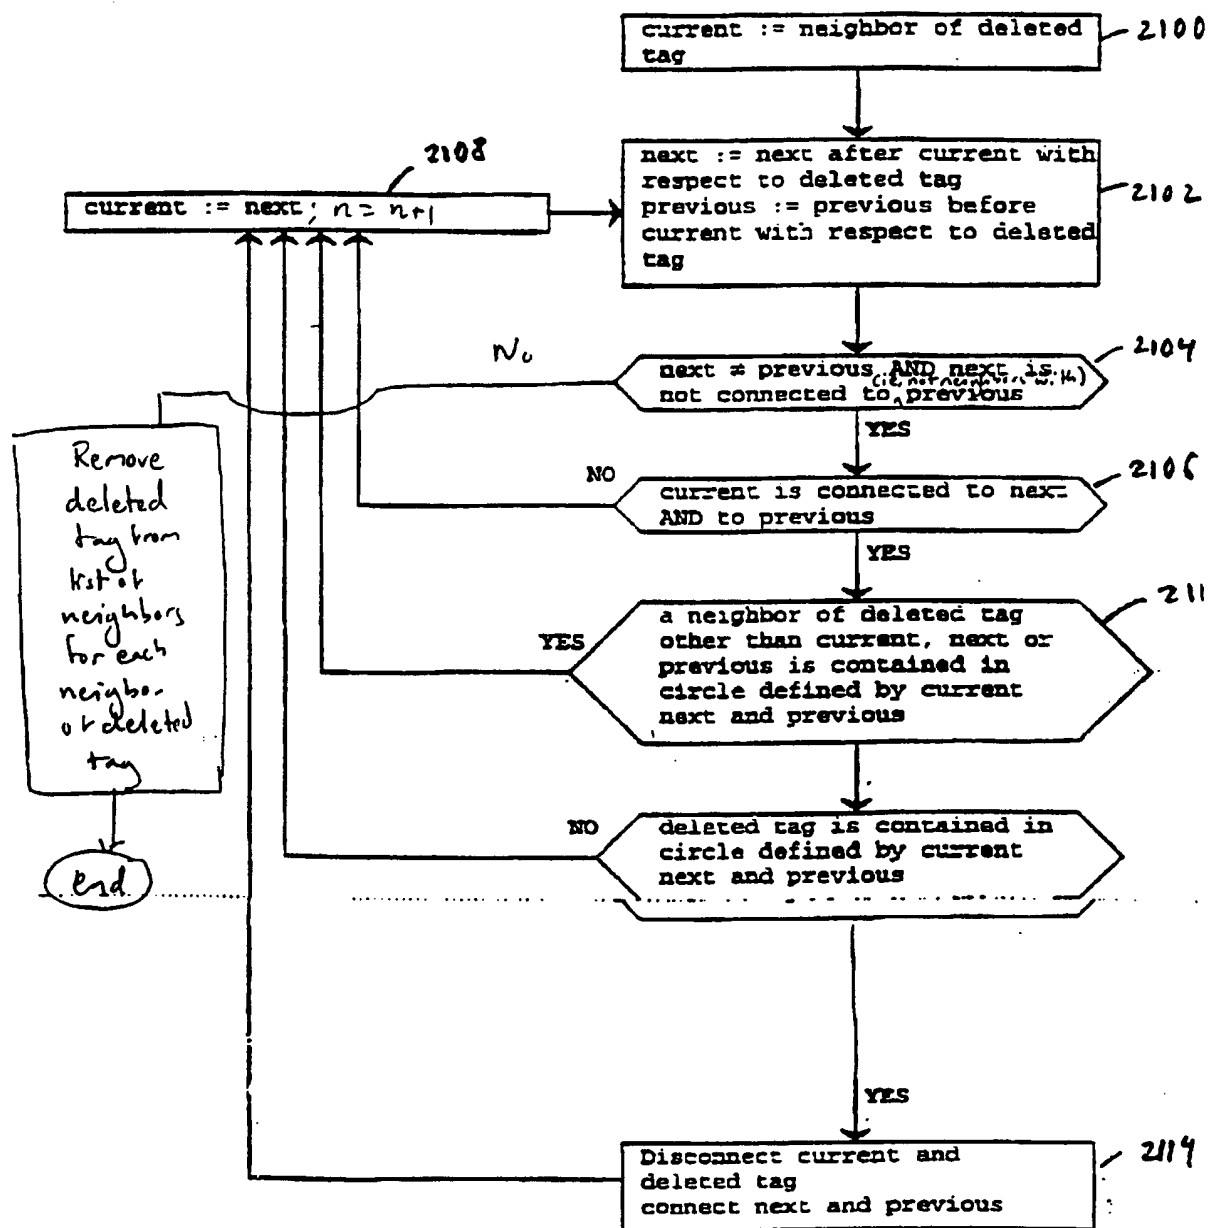 current := neighbor of deleted
tag
2100
2108
current := next; n = n+1
next := next after current with
respect to deleted tag
previous := previous before
current with respect to deleted
tag
2102
2104
No
next ≠ previous AND next is
(ie, not neighbors with)
not connected to previous
YES
2106
NO
current is connected to next
AND to previous
YES
Remove
deleted
tag from
list of
neighbors
for each
neighbor
of deleted
tag
end
211
YES
a neighbor of deleted tag
other than current, next or
previous is contained in
circle defined by current
next and previous
NO
deleted tag is contained in
circle defined by current
next and previous
YES
2114
Disconnect current and
deleted tag
connect next and previous